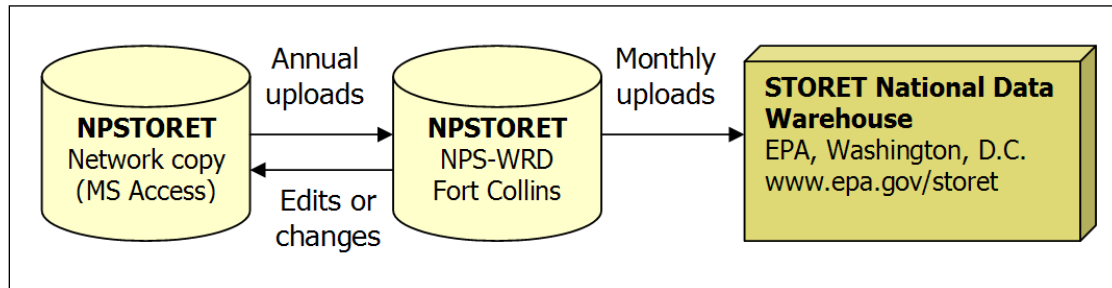 Annual
uploads
Monthly
uploads
NPSTORET
Network copy
(MS Access)
NPSTORET
NPS-WRD
Fort Collins
STORET National Data
Warehouse
EPA, Washington, D.C.
www.epa.gov/storet
Edits or
changes